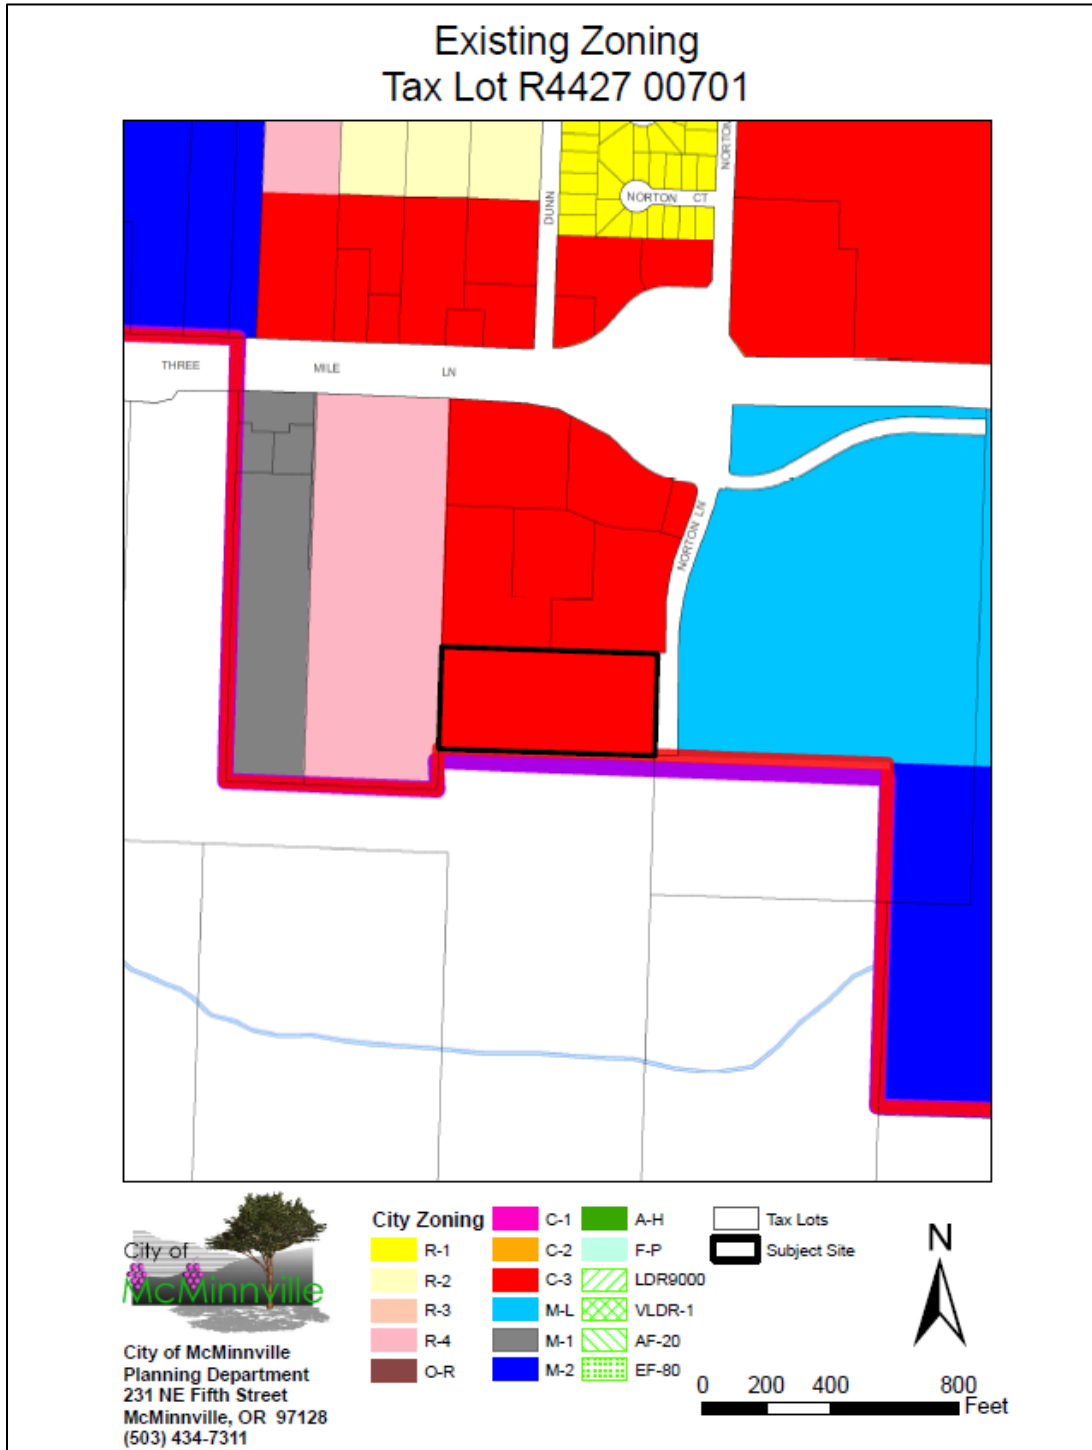 Existing Zoning
Tax Lot R4427 00701
NORTON
DUNN
NORTON CT
THREE MILE LN
NORTON LN
City of
McMinnville
City of McMinnville
Planning Department
231 NE Fifth Street
McMinnville, OR 97128
(503) 434-7311
City Zoning
R-1
R-2
R-3
R-4
O-R
C-1
C-2
C-3
M-L
M-1
M-2
A-H
F-P
LDR9000
VLDR-1
AF-20
EF-80
Tax Lots
Subject Site
N
0 200 400 800
Feet